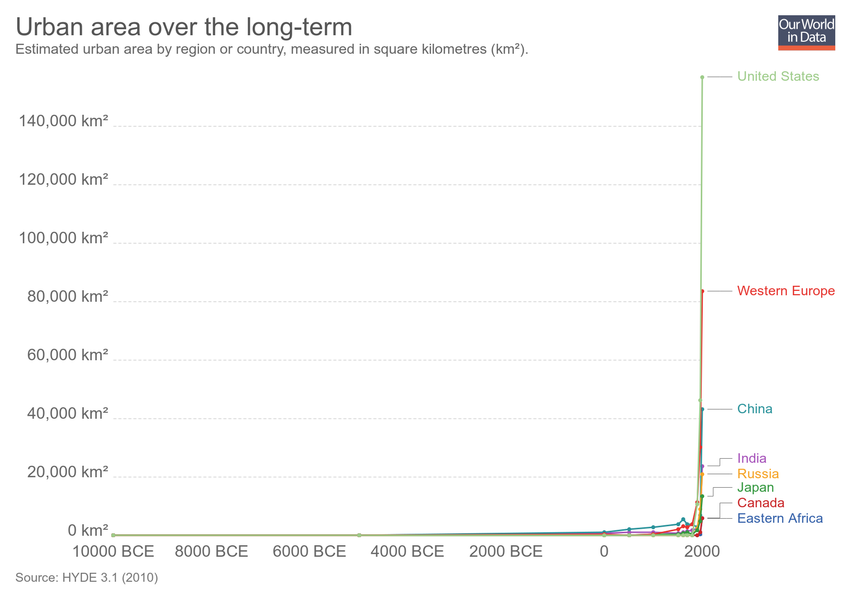 Urban area over the long-term
Estimated urban area by region or country, measured in square kilometres (km²).
Our World
in Data
United States
140,000 km²
120,000 km²
100,000 km²
Western Europe
80,000 km²
60,000 km²
China
40,000 km²
India
20,000 km²
Russia
Japan
Canada
Eastern Africa
0 km²
10000 BCE 8000 BCE 6000 BCE 4000 BCE 2000 BCE 0 2000
Source: HYDE 3.1 (2010)